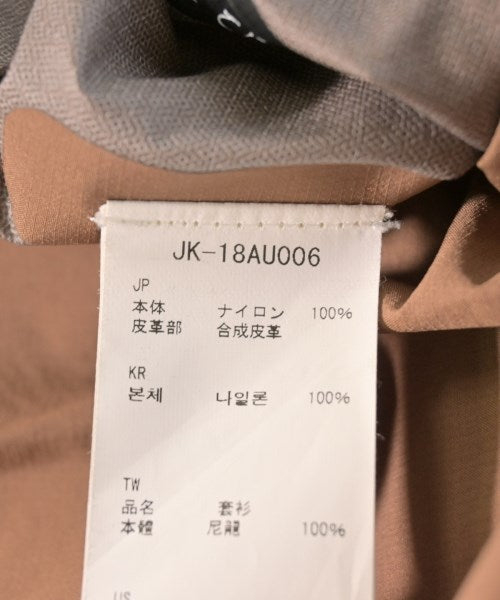 JK-18AU006
JP
本体 ナイロン 100%
皮革部 合成皮革
KR
본체 나일론 100%
TW
品名 套衫
本體 尼龍 100%
US